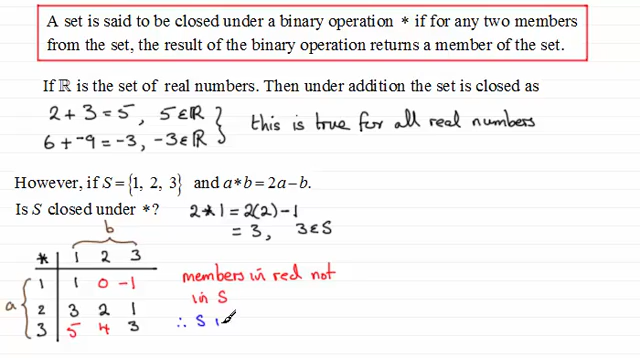 A set is said to be closed under a binary operation * if for any two members
from the set, the result of the binary operation returns a member of the set.
If ℝ is the set of real numbers. Then under addition the set is closed as
2 + 3 = 5, 5∈ℝ
6 + ⁻9 = -3, -3∈ℝ
this is true for all real numbers
However, if S = {1, 2, 3} and a*b = 2a – b.
Is S closed under *?
2 * 1 = 2(2) - 1
= 3, 3∈S
b
* 1 2 3
1 1 0 -1
a
2 3 2 1
3 5 4 3
members in red not
in S
∴ S i